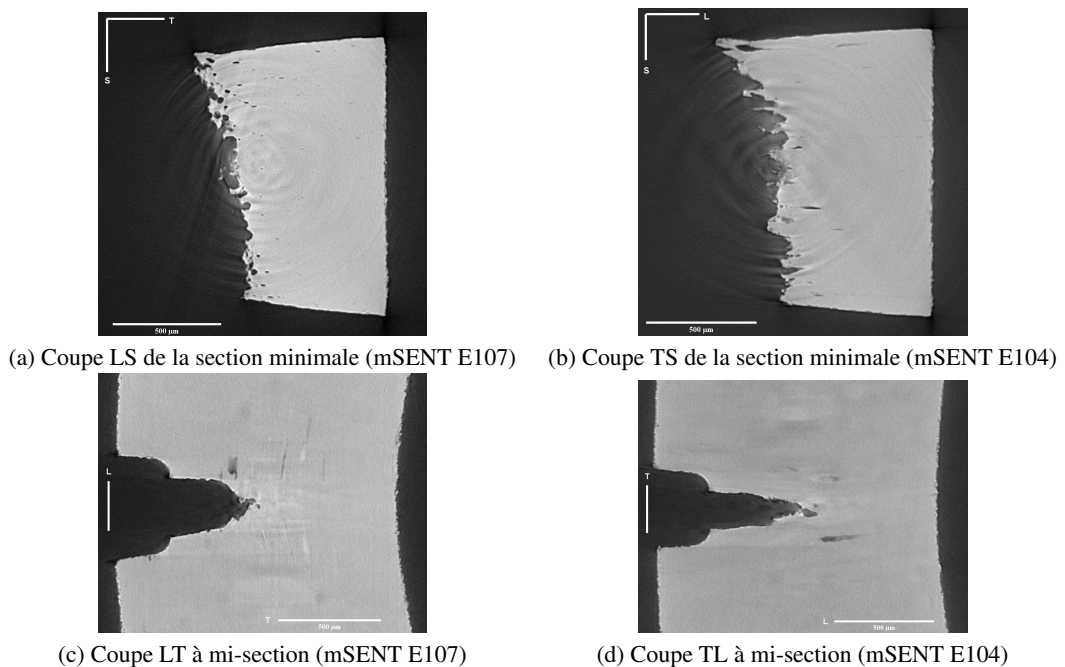 T
S
500 μm
L
S
500 μm
(a) Coupe LS de la section minimale (mSENT E107)
(b) Coupe TS de la section minimale (mSENT E104)
L
T
500 μm
T
L
500 μm
(c) Coupe LT à mi-section (mSENT E107)
(d) Coupe TL à mi-section (mSENT E104)